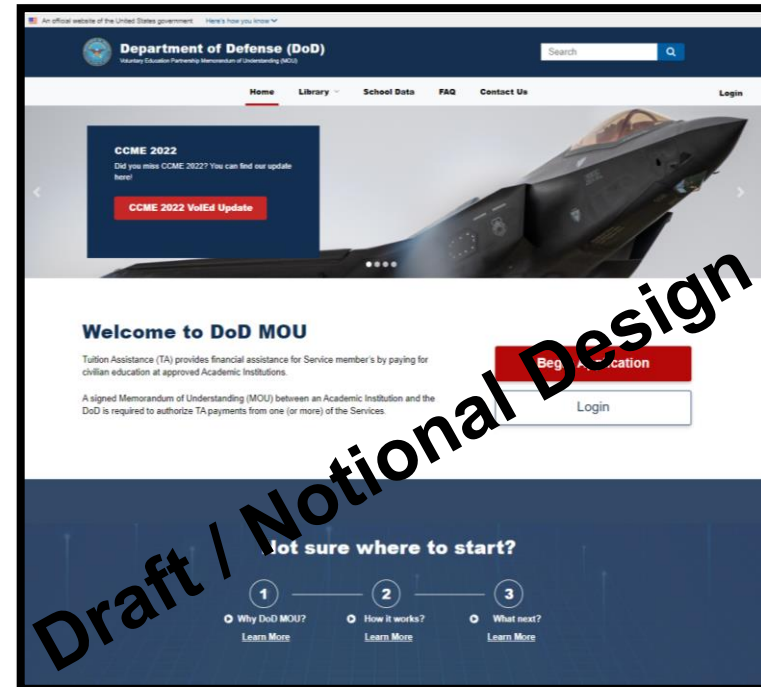 An official website of the United States government Here's how you know
Department of Defense (DoD)
Voluntary Education Partnership Memorandum of Understanding (MOU)
Search
Home Library School Data FAQ Contact Us Login
CCME 2022
Did you miss CCME 2022? You can find our update
here!
CCME 2022 VolEd Update
Welcome to DoD MOU
Tuition Assistance (TA) provides financial assistance for Service member's by paying for
civilian education at approved Academic Institutions.
A signed Memorandum of Understanding (MOU) between an Academic Institution and the
DoD is required to authorize TA payments from one (or more) of the Services.
Begin Application
Login
Draft / Notional Design
Not sure where to start?
1 2 3
Why DoD MOU? How it works? What next?
Learn More Learn More Learn More